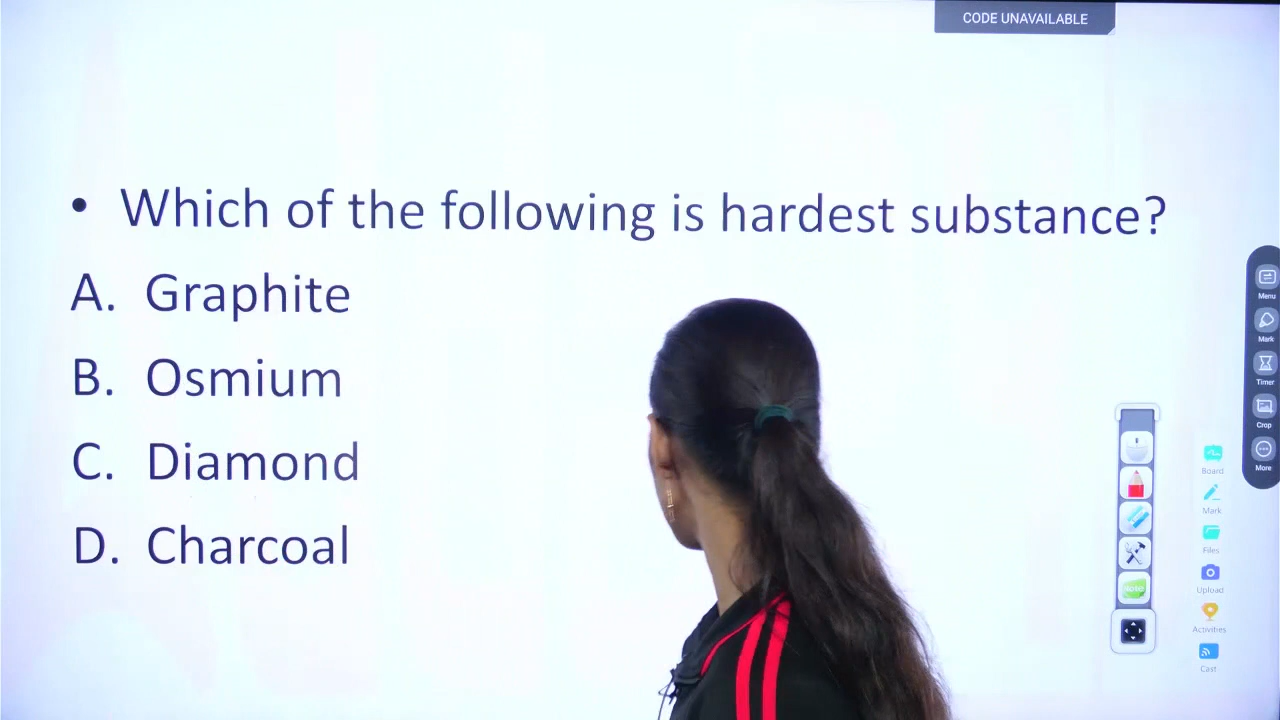 CODE UNAVAILABLE
• Which of the following is hardest substance?
A. Graphite
B. Osmium
C. Diamond
D. Charcoal
Menu
Mark
Timer
Crop
More
Board
Mark
Files
Upload
Activities
Cast
Note